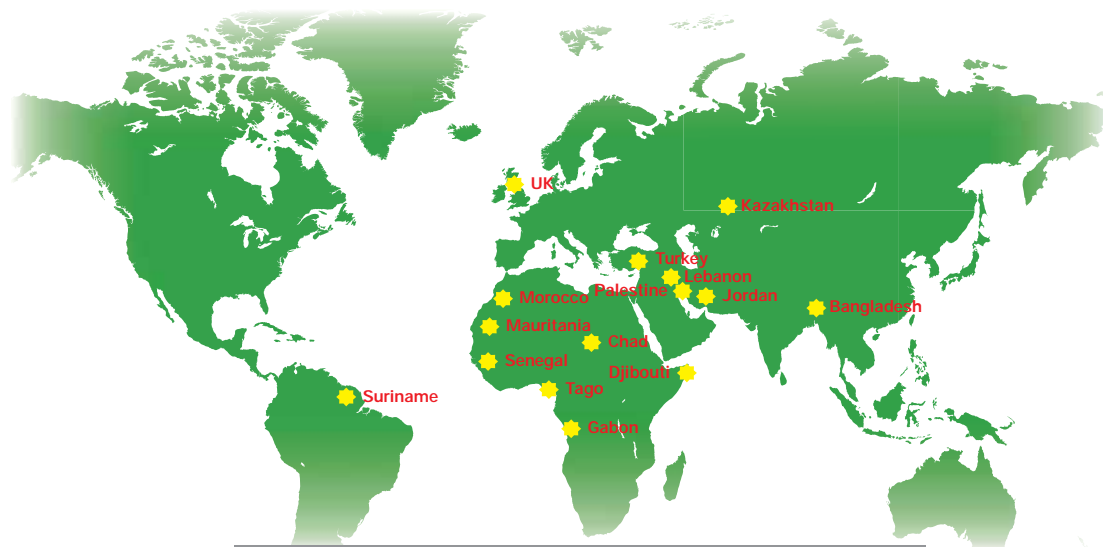 UK
Kazakhstan
Turkey
Lebanon
Palestine
Jordan
Morocco
Bangladesh
Mauritania
Chad
Senegal
Djibouti
Tago
Suriname
Gabon